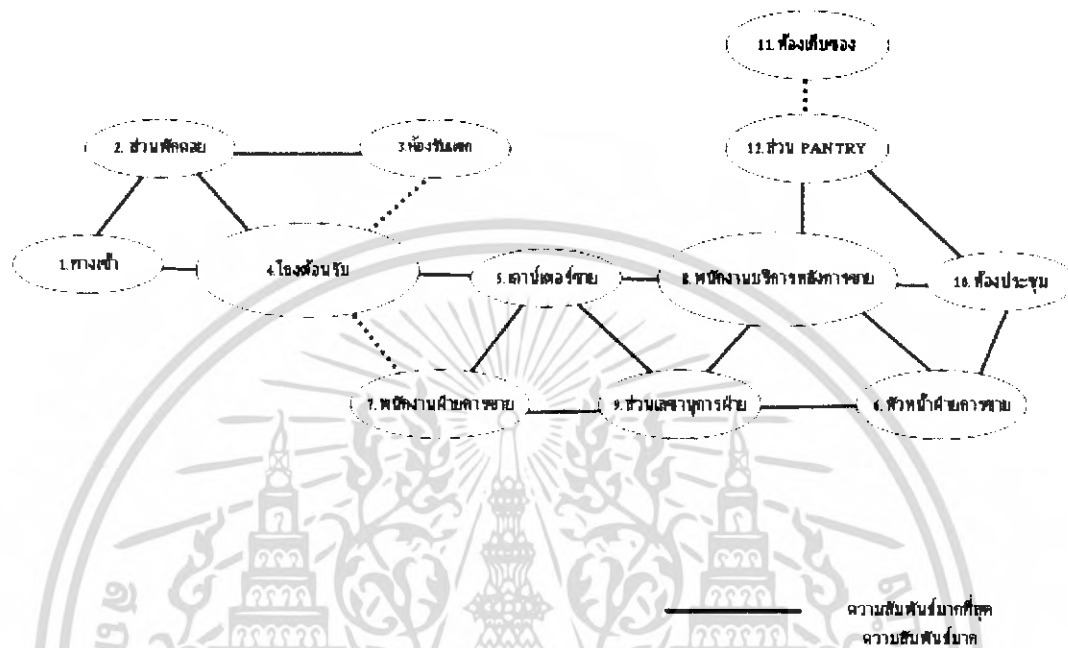 11.ห้องเก็บของ
2. ส่วนพักคอย
3.ห้องรับแขก
12.ส่วน PANTRY
1.ทางเข้า
4.โถงต้อนรับ
5.เคาน์เตอร์ขาย
8.พนักงานบริการหลังการขาย
10.ห้องประชุม
7.พนักงานฝ่ายการขาย
9.ส่วนเลขานุการฝ่าย
6.หัวหน้าฝ่ายการขาย
ความสัมพันธ์มากที่สุด
ความสัมพันธ์มาก